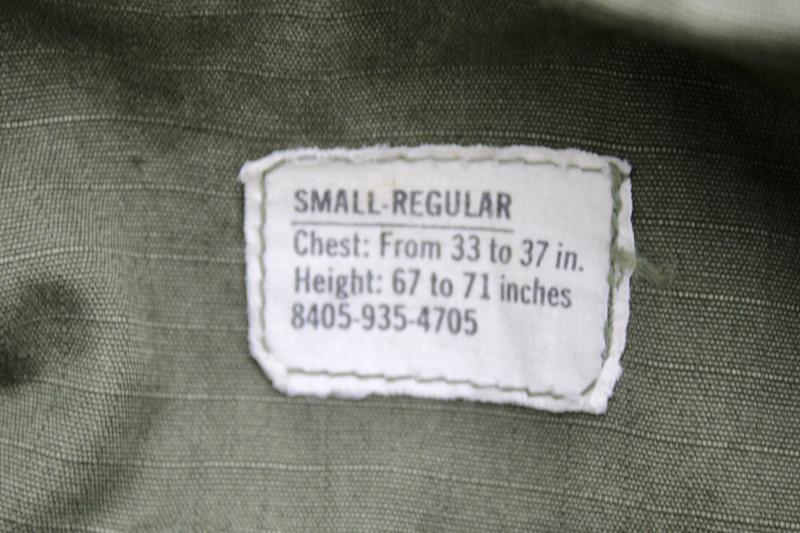 SMALL-REGULAR
Chest: From 33 to 37 in.
Height: 67 to 71 inches
8405-935-4705